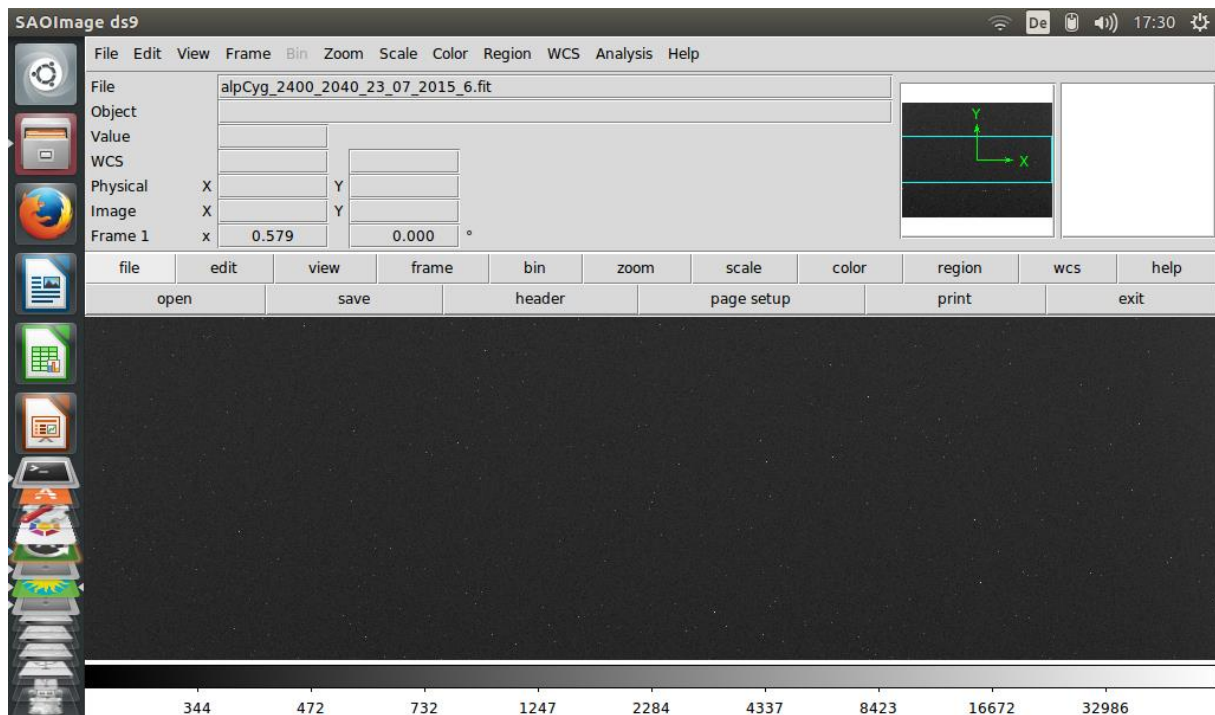 SAOImage ds9 De 17:30
File Edit View Frame Bin Zoom Scale Color Region WCS Analysis Help
File alpCyg_2400_2040_23_07_2015_6.fit
Object
Value
WCS
Physical X Y
Image X Y
Frame 1 x 0.579 0.000 °
Y
X
file edit view frame bin zoom scale color region wcs help
open save header page setup print exit
344 472 732 1247 2284 4337 8423 16672 32986